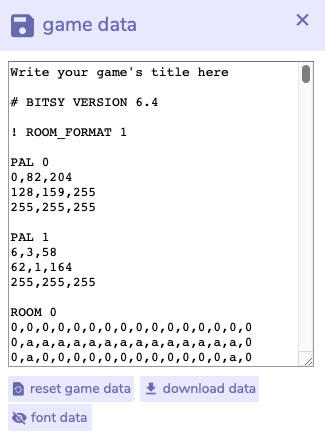 game data
Write your game's title here
# BITSY VERSION 6.4
! ROOM_FORMAT 1
PAL 0
0,82,204
128,159,255
255,255,255
PAL 1
6,3,58
62,1,164
255,255,255
ROOM 0
0,0,0,0,0,0,0,0,0,0,0,0,0,0,0,0
0,a,a,a,a,a,a,a,a,a,a,a,a,a,a,0
0,a,0,0,0,0,0,0,0,0,0,0,0,0,a,0
reset game data
download data
font data